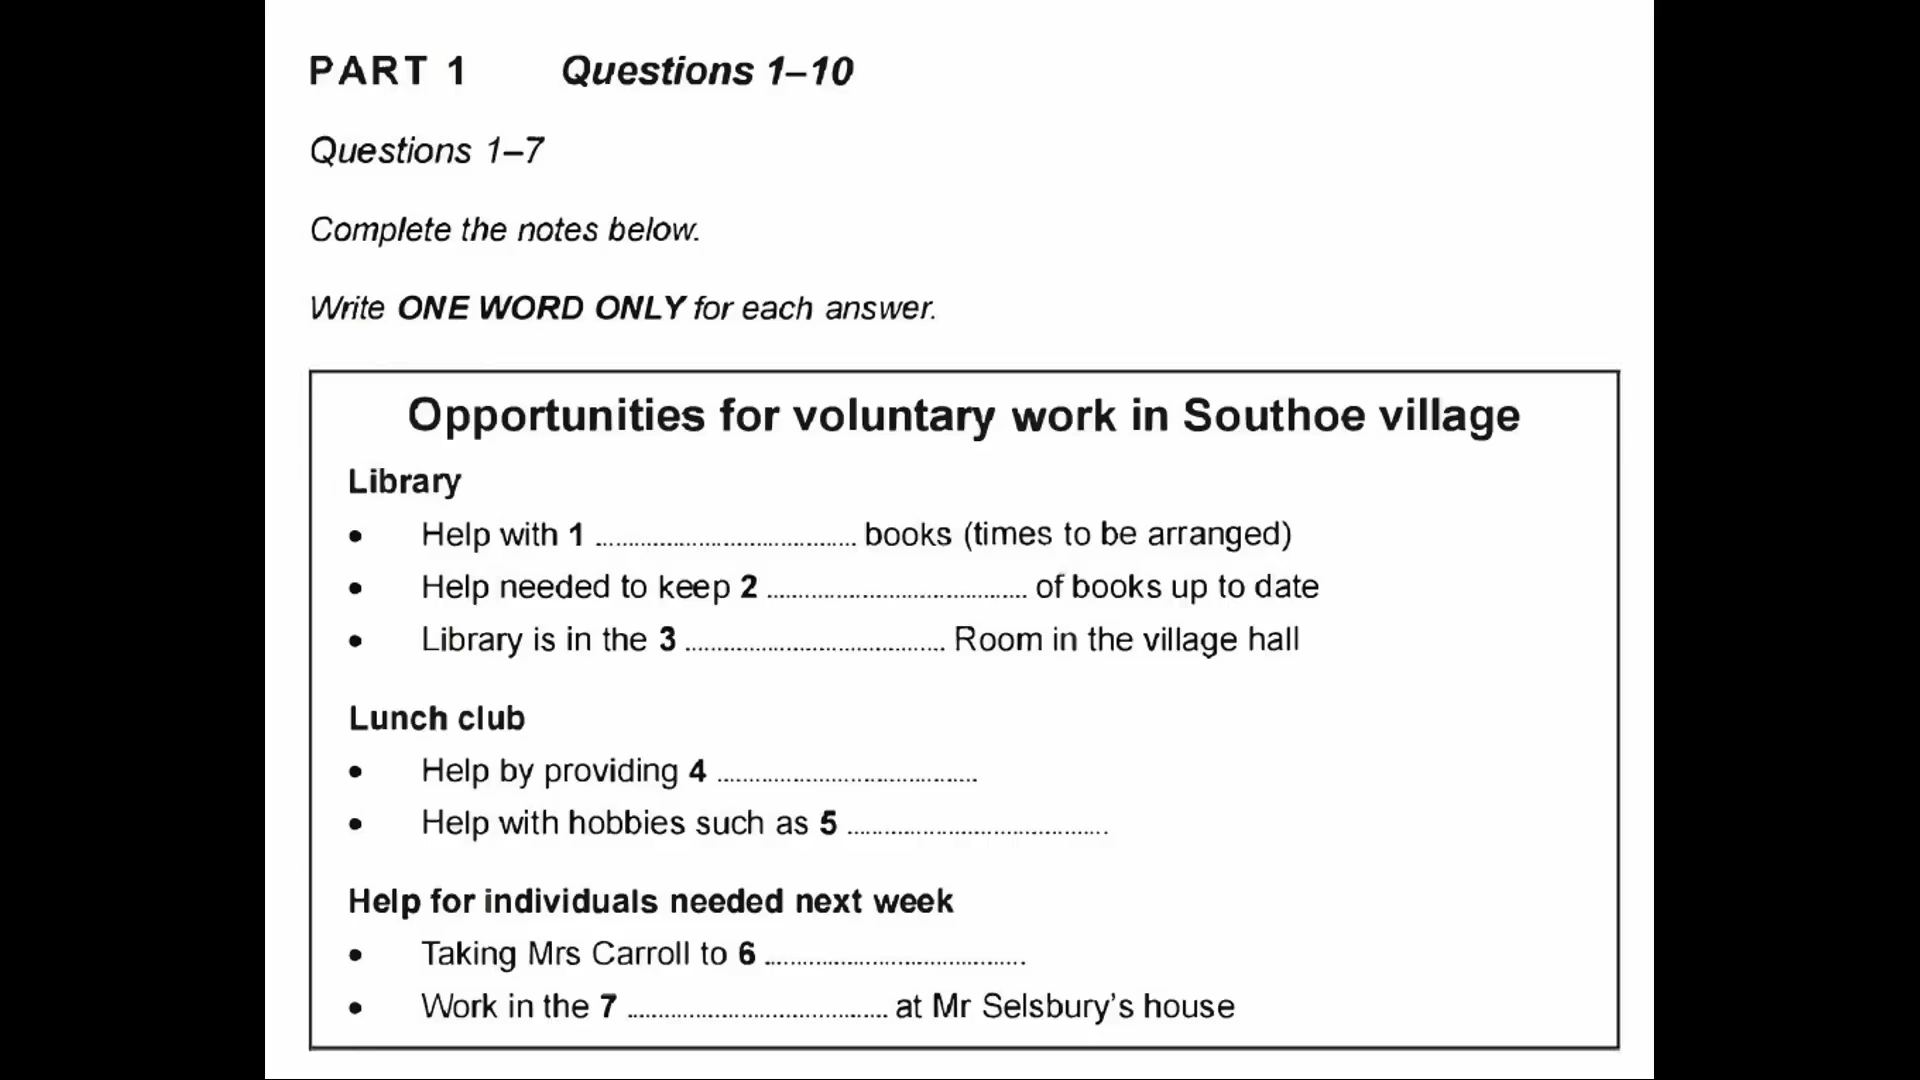 PART 1 Questions 1–10
Questions 1–7
Complete the notes below.
Write ONE WORD ONLY for each answer.
Opportunities for voluntary work in Southoe village
Library
• Help with 1 .................................... books (times to be arranged)
• Help needed to keep 2 .................................... of books up to date
• Library is in the 3 .................................... Room in the village hall
Lunch club
• Help by providing 4 ....................................
• Help with hobbies such as 5 ....................................
Help for individuals needed next week
• Taking Mrs Carroll to 6 ....................................
• Work in the 7 .................................... at Mr Selsbury's house